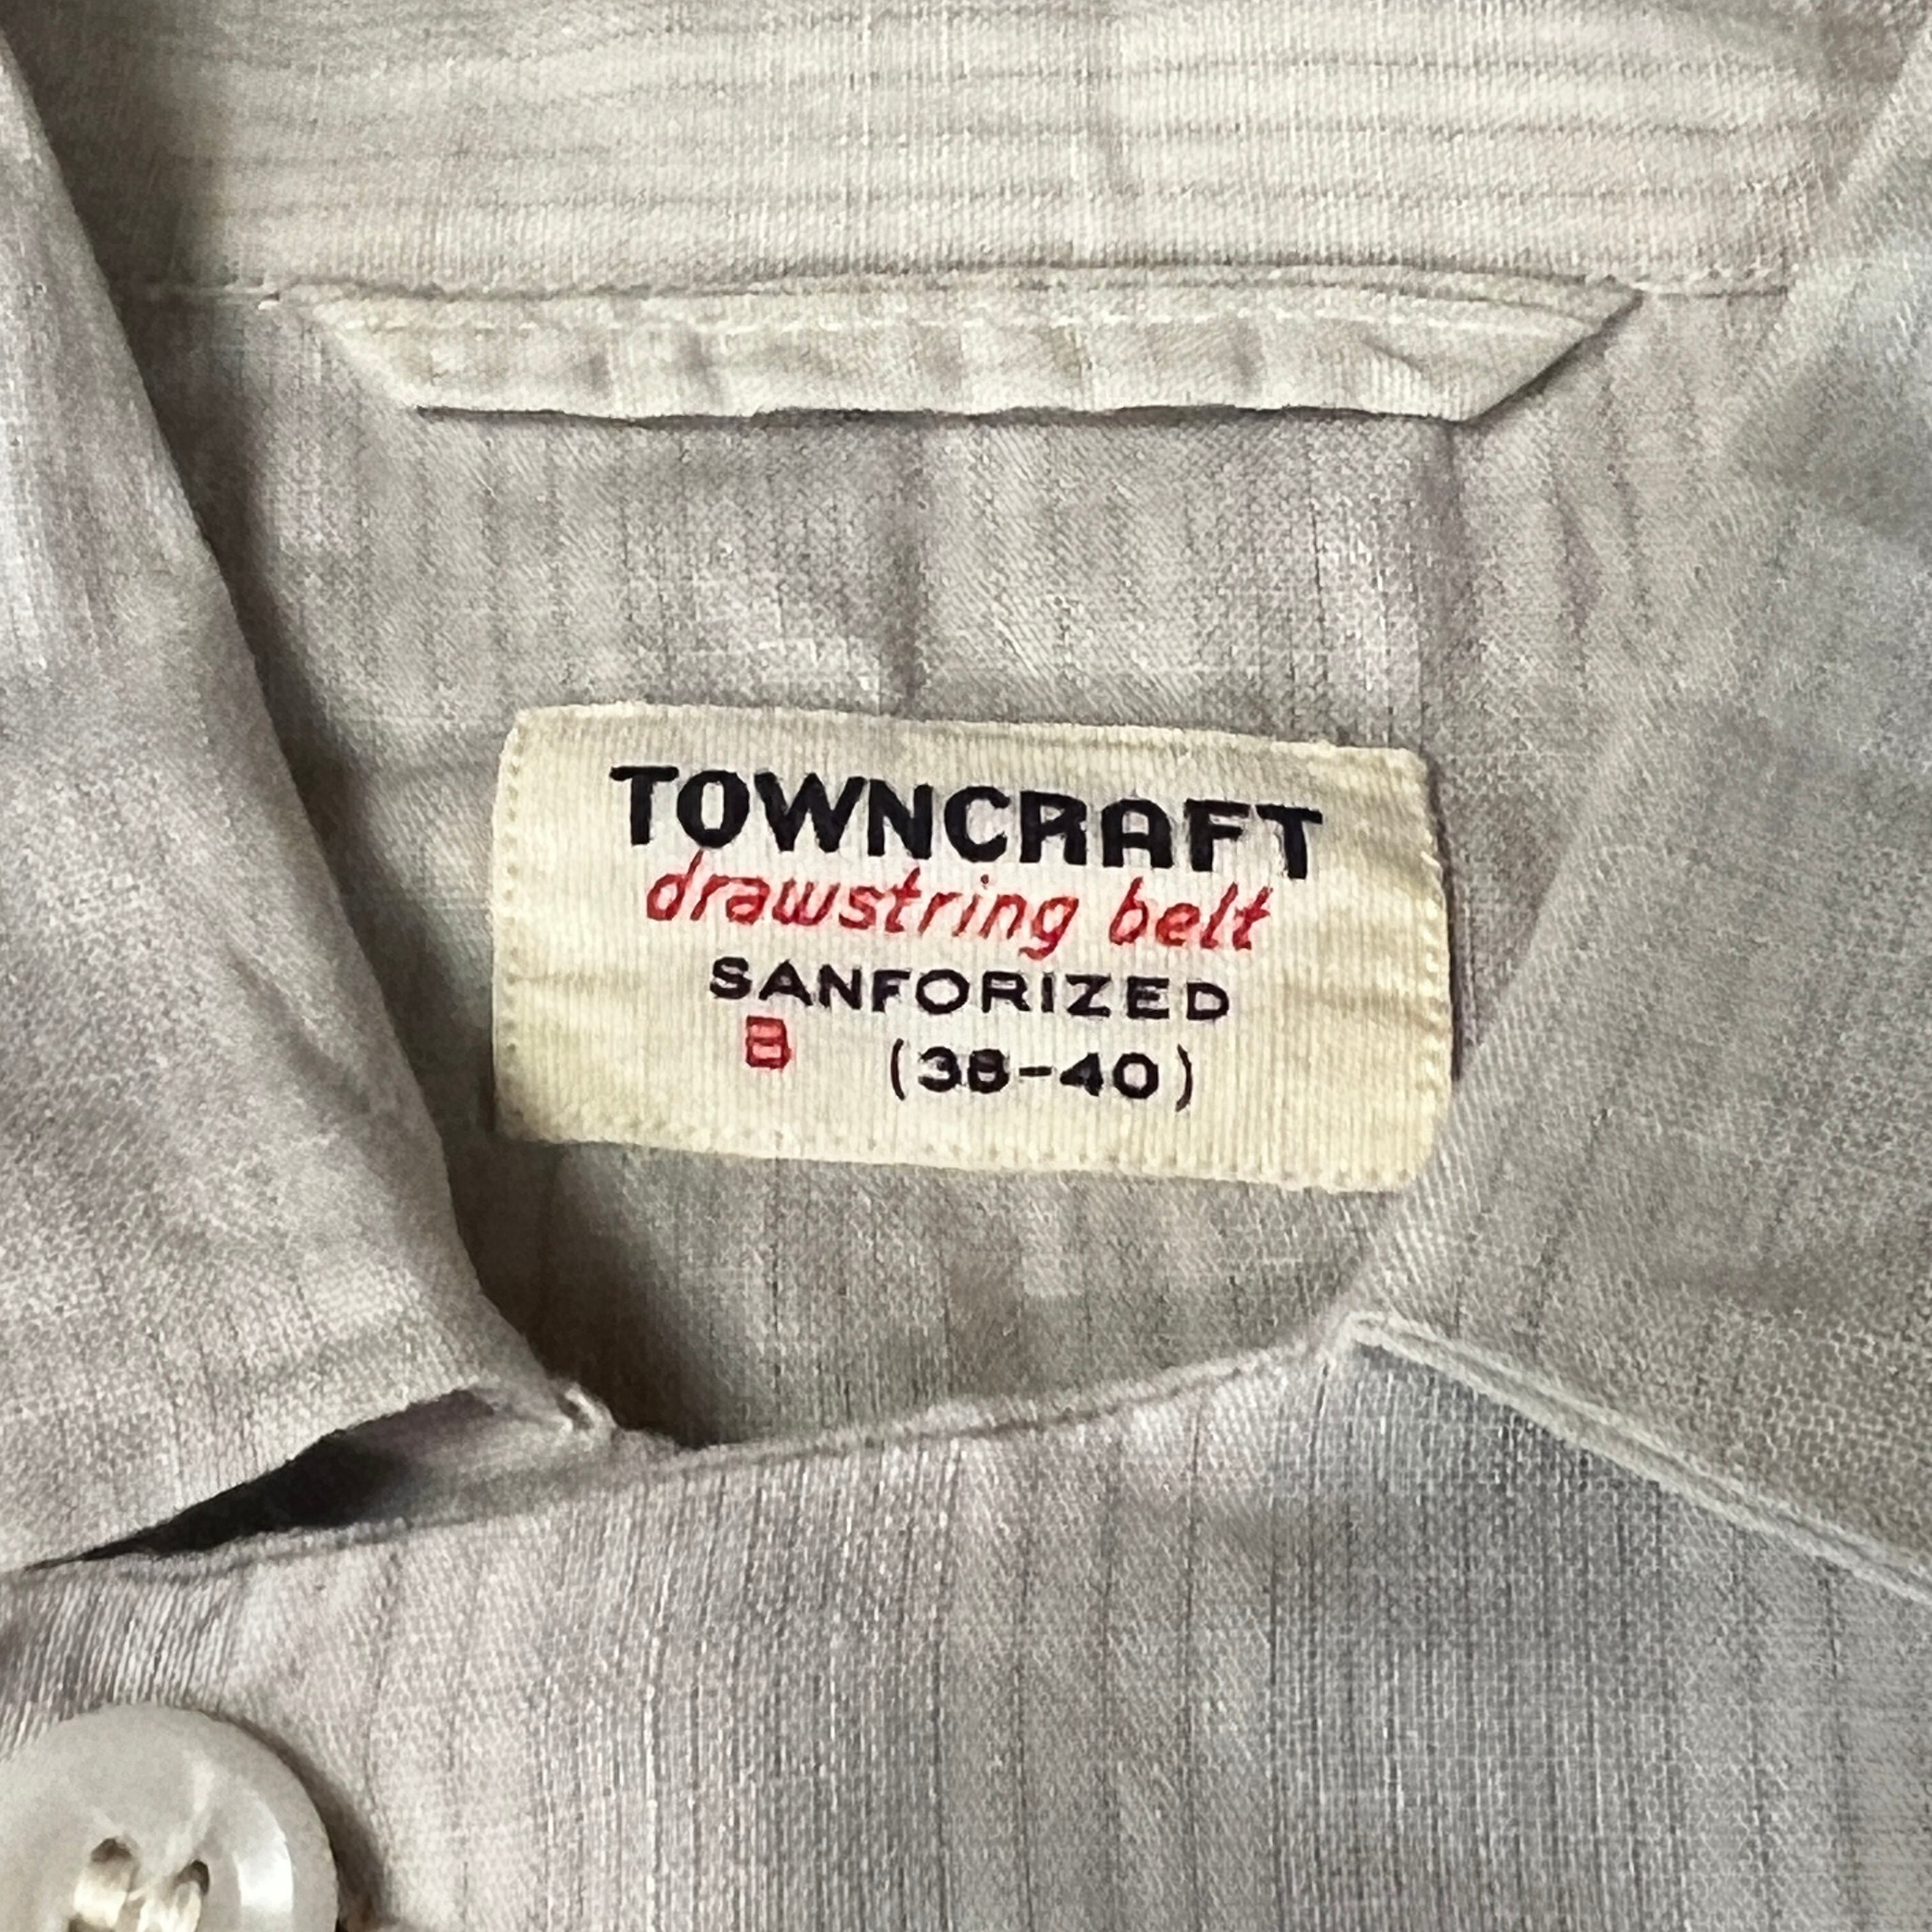 TOWNCRAFT
drawstring belt
SANFORIZED
B (38-40)